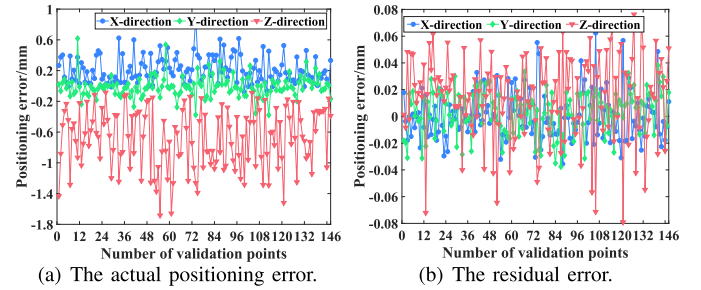 X-direction Y-direction Z-direction
1
0.6
0.2
-0.2
-0.6
-1
-1.4
-1.8
Positioning error/mm
0 12 24 36 48 60 72 84 96 108 120 132 146
Number of validation points
(a) The actual positioning error.
X-direction Y-direction Z-direction
0.08
0.06
0.04
0.02
0
-0.02
-0.04
-0.06
-0.08
Positioning error/mm
0 12 24 36 48 60 72 84 96 108 120 132 146
Number of validation points
(b) The residual error.